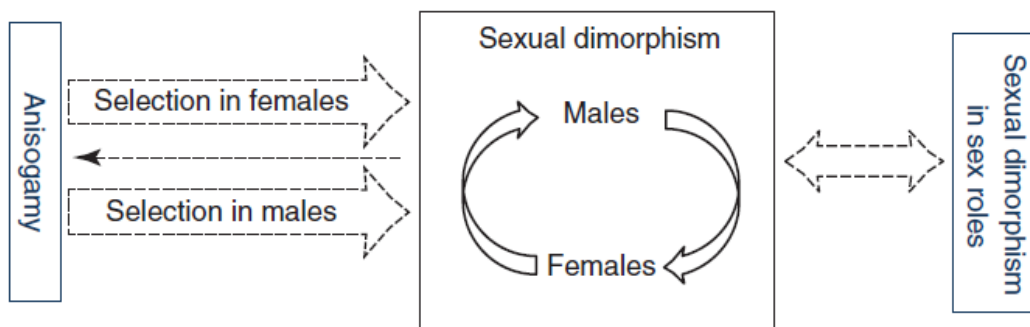 Anisogamy
Selection in females
Selection in males
Sexual dimorphism
Males
Females
Sexual dimorphism
in sex roles